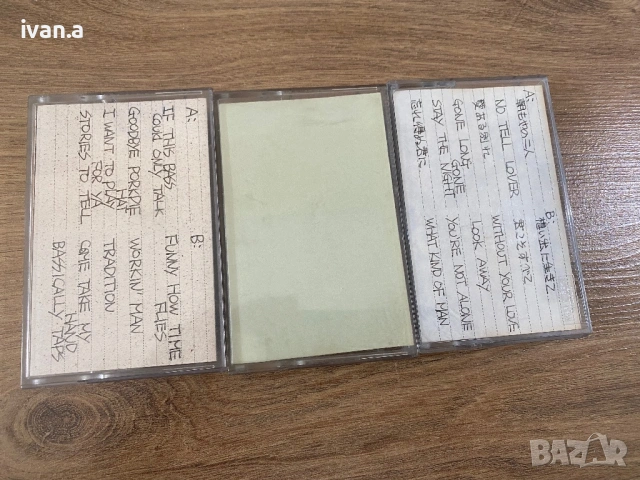 ivan.a
A:
IF THIS BASS
COULD ONLY TALK
GOODBYE PORKPIE
HAT
I WANT TO PLAY
FOR YA
STORIES TO TELL
B:
FUNNY HOW TIME
FLIES
WORKIN' MAN
TRADITION
COME TAKE MY
HAND
BASSICALLY TAPS
A:
NO TELL LOVER
GONE LONG GONE
STAY THE NIGHT
B:
WITHOUT YOUR LOVE
LOOK AWAY
YOU'RE NOT ALONE
WHAT KIND OF MAN
BAZAR